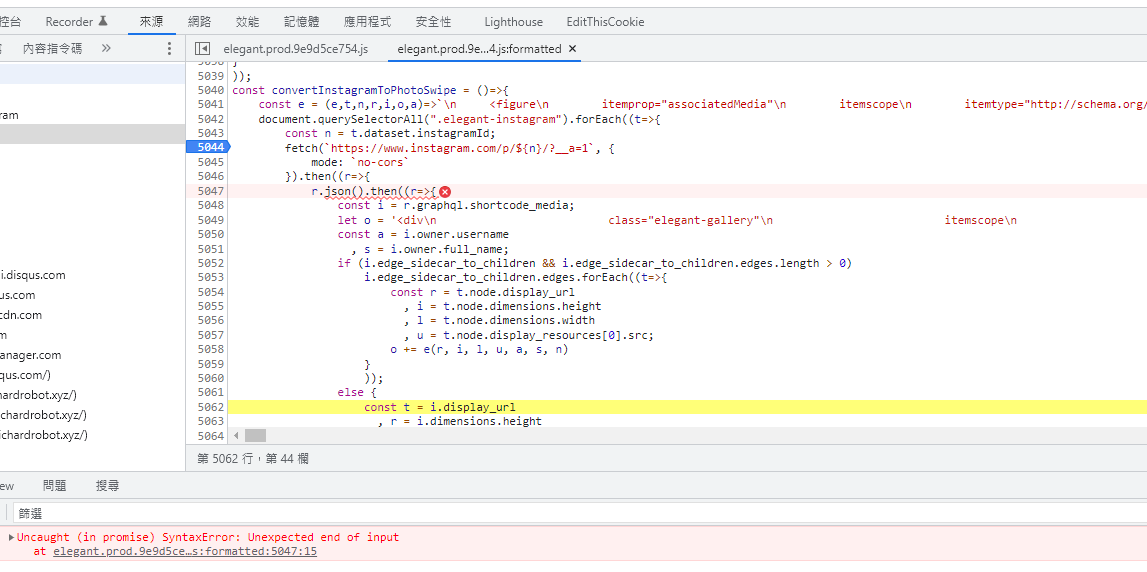 控台 Recorder 來源 網路 效能 記憶體 應用程式 安全性 Lighthouse EditThisCookie
內容指令碼 » elegant.prod.9e9d5ce754.js elegant.prod.9e...4.js:formatted ×
ram
i.disqus.com
us.com
cdn.com
m
anager.com
qus.com/)
hardrobot.xyz/)
chardrobot.xyz/)
ichardrobot.xyz/)
5038 }
5039 ));
5040 const convertInstagramToPhotoSwipe = ()=>{
5041 const e = (e,t,n,r,i,o,a)=>`\n <figure\n itemprop="associatedMedia"\n itemscope\n itemtype="http://schema.org/
5042 document.querySelectorAll(".elegant-instagram").forEach((t=>{
5043 const n = t.dataset.instagramId;
5044 fetch(`https://www.instagram.com/p/${n}/?__a=1`, {
5045 mode: `no-cors`
5046 }).then((r=>{
5047 r.json().then((r=>{
5048 const i = r.graphql.shortcode_media;
5049 let o = '<div\n class="elegant-gallery"\n itemscope\n
5050 const a = i.owner.username
5051 , s = i.owner.full_name;
5052 if (i.edge_sidecar_to_children && i.edge_sidecar_to_children.edges.length > 0)
5053 i.edge_sidecar_to_children.edges.forEach((t=>{
5054 const r = t.node.display_url
5055 , i = t.node.dimensions.height
5056 , l = t.node.dimensions.width
5057 , u = t.node.display_resources[0].src;
5058 o += e(r, i, l, u, a, s, n)
5059 }
5060 ));
5061 else {
5062 const t = i.display_url
5063 , r = i.dimensions.height
5064
第 5062 行，第 44 欄
ew 問題 搜尋
篩選
Uncaught (in promise) SyntaxError: Unexpected end of input
at elegant.prod.9e9d5ce…s:formatted:5047:15